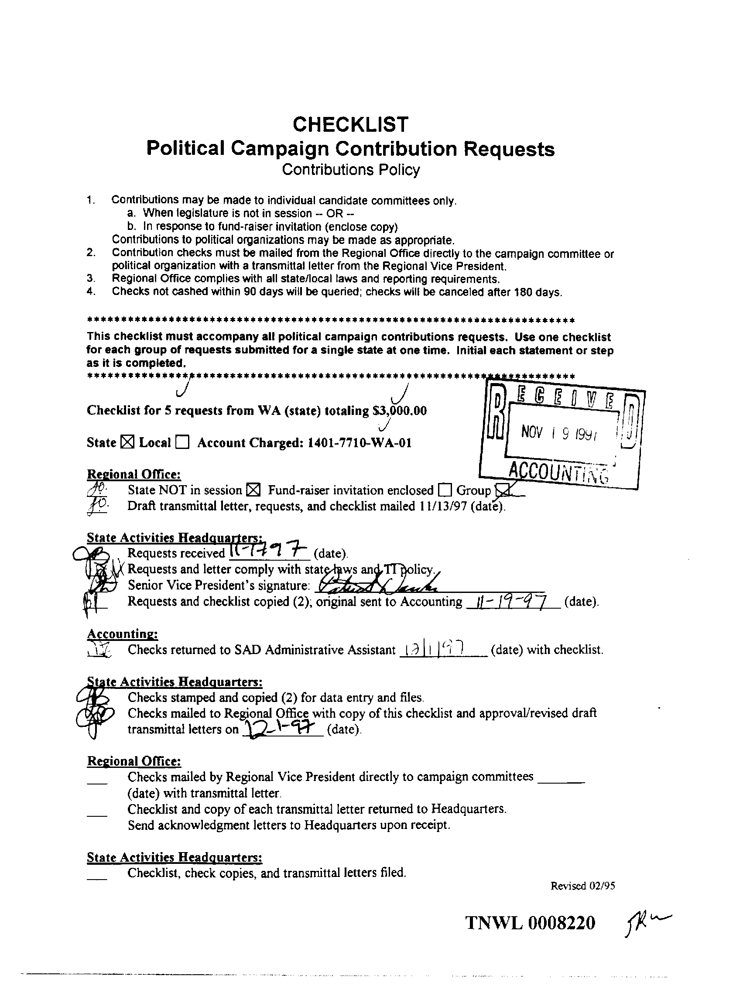 CHECKLIST
Political Campaign Contribution Requests
Contributions Policy
1. Contributions may be made to individual candidate committees only.
a. When legislature is not in session -- OR --
b. In response to fund-raiser invitation (enclose copy)
Contributions to political organizations may be made as appropriate.
2. Contribution checks must be mailed from the Regional Office directly to the campaign committee or
political organization with a transmittal letter from the Regional Vice President.
3. Regional Office complies with all state/local laws and reporting requirements.
4. Checks not cashed within 90 days will be queried; checks will be canceled after 180 days.
************************************************************************
This checklist must accompany all political campaign contributions requests. Use one checklist
for each group of requests submitted for a single state at one time. Initial each statement or step
as it is completed.
************************************************************************
Checklist for 5 requests from WA (state) totaling $3,000.00
RECEIVED
NOV 19 1997
ACCOUNTING
State ☒ Local ☐ Account Charged: 1401-7710-WA-01
Regional Office:
State NOT in session ☒ Fund-raiser invitation enclosed ☐ Group ☒
Draft transmittal letter, requests, and checklist mailed 11/13/97 (date).
State Activities Headquarters:
Requests received 11-17-97 (date).
Requests and letter comply with state laws and TI policy.
Senior Vice President's signature:
Requests and checklist copied (2); original sent to Accounting 11-19-97 (date).
Accounting:
Checks returned to SAD Administrative Assistant 12/1/97 (date) with checklist.
State Activities Headquarters:
Checks stamped and copied (2) for data entry and files.
Checks mailed to Regional Office with copy of this checklist and approval/revised draft
transmittal letters on 12-1-97 (date).
Regional Office:
___ Checks mailed by Regional Vice President directly to campaign committees ______
(date) with transmittal letter.
___ Checklist and copy of each transmittal letter returned to Headquarters.
Send acknowledgment letters to Headquarters upon receipt.
State Activities Headquarters:
___ Checklist, check copies, and transmittal letters filed.
Revised 02/95
TNWL 0008220